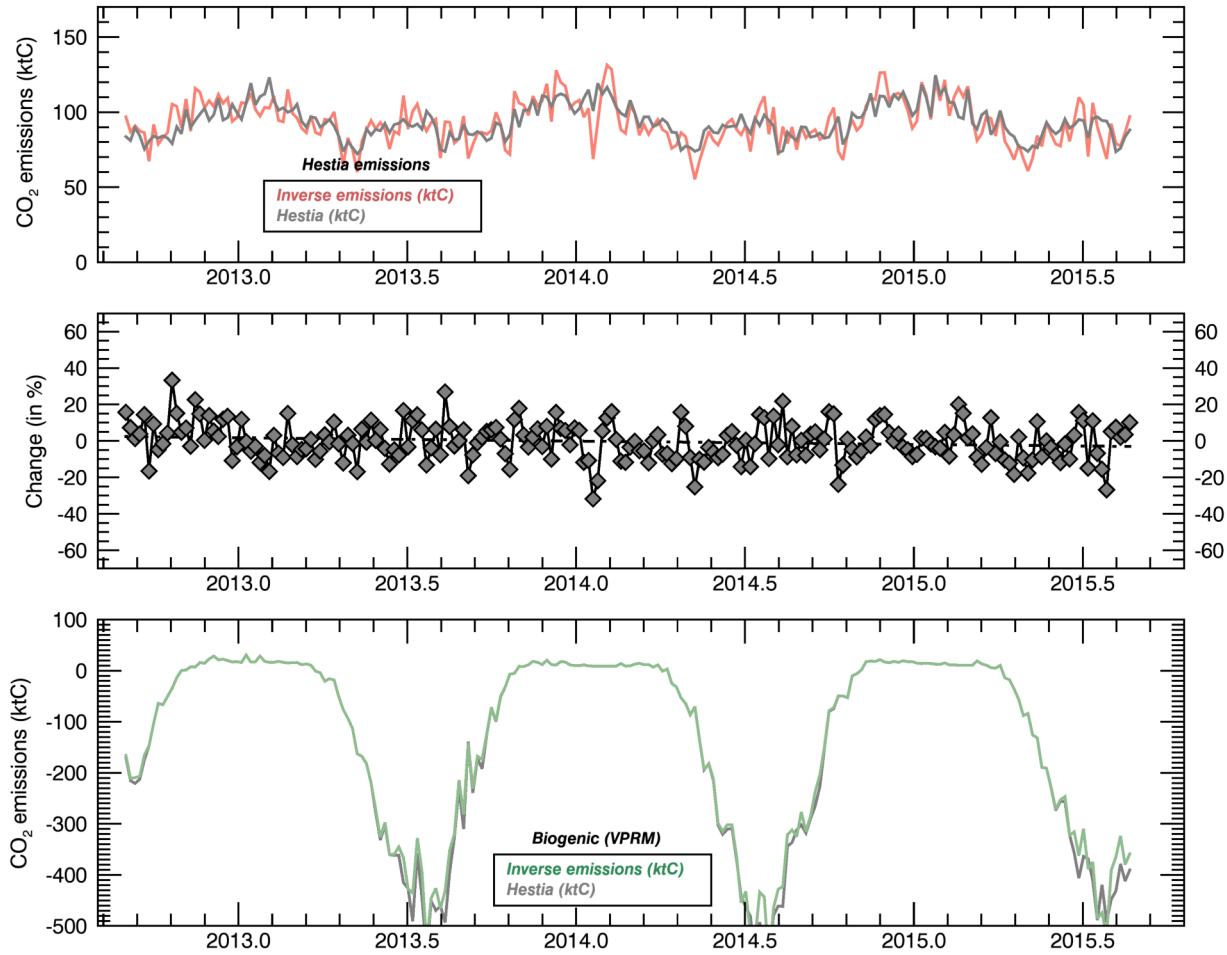 CO2 emissions (ktC)
150
100
50
0
Hestia emissions
Inverse emissions (ktC)
Hestia (ktC)
2013.0 2013.5 2014.0 2014.5 2015.0 2015.5
Change (in %)
60 60
40 40
20 20
0 0
-20 -20
-40 -40
-60 -60
2013.0 2013.5 2014.0 2014.5 2015.0 2015.5
CO2 emissions (ktC)
100
0
-100
-200
-300
-400
-500
Biogenic (VPRM)
Inverse emissions (ktC)
Hestia (ktC)
2013.0 2013.5 2014.0 2014.5 2015.0 2015.5